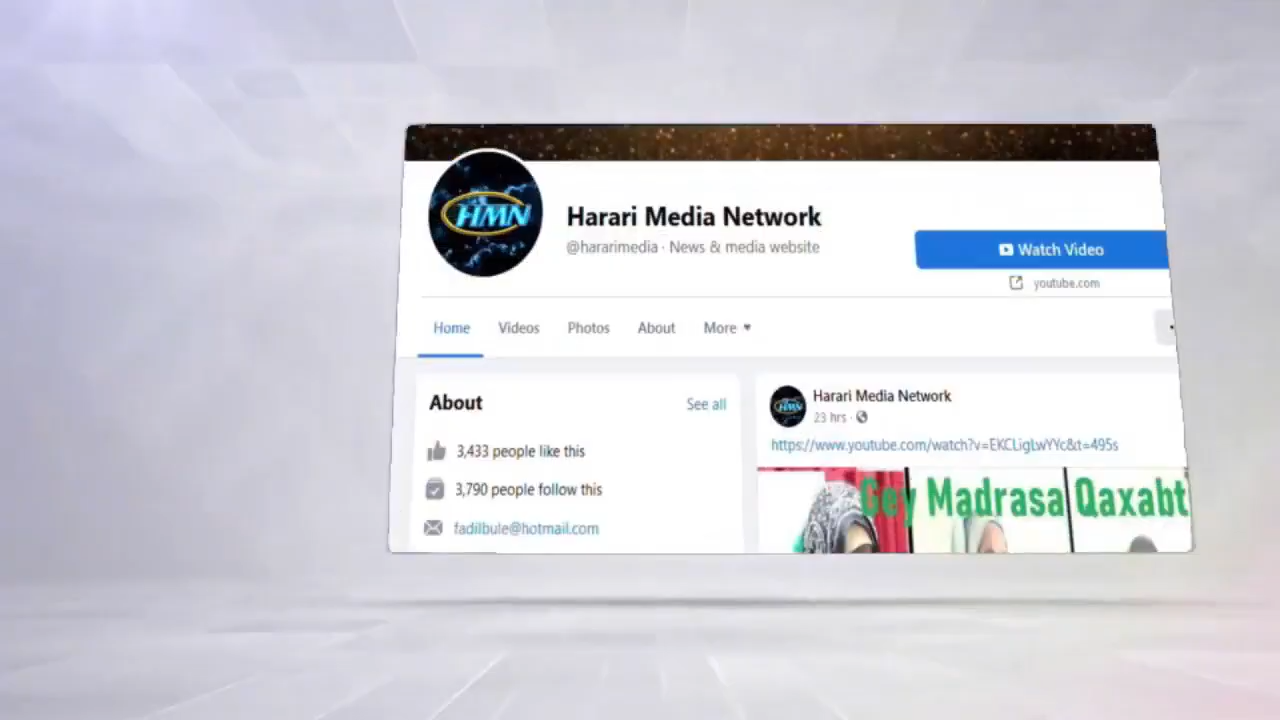 HMN
Harari Media Network
@hararimedia · News & media website
Watch Video
youtube.com
Home Videos Photos About More
About See all
3,433 people like this
3,790 people follow this
fadilbule@hotmail.com
HMN
Harari Media Network
23 hrs ·
https://www.youtube.com/watch?v=EKCLigLwYYc&t=495s
Gey Madrasa Qaxabt